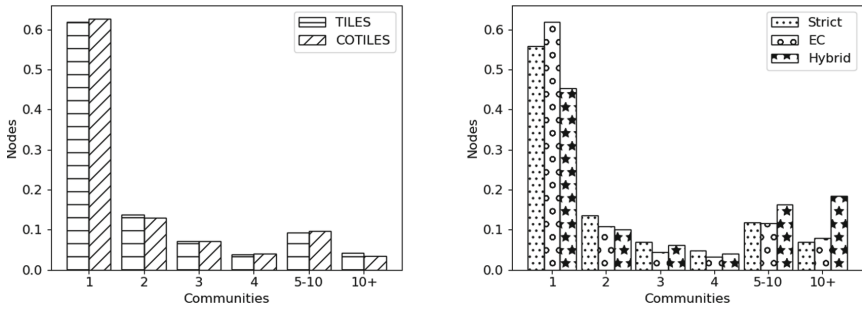 TILES
COTILES
Nodes
0.6
0.5
0.4
0.3
0.2
0.1
0.0
1 2 3 4 5-10 10+
Communities
Strict
EC
Hybrid
Nodes
0.6
0.5
0.4
0.3
0.2
0.1
0.0
1 2 3 4 5-10 10+
Communities